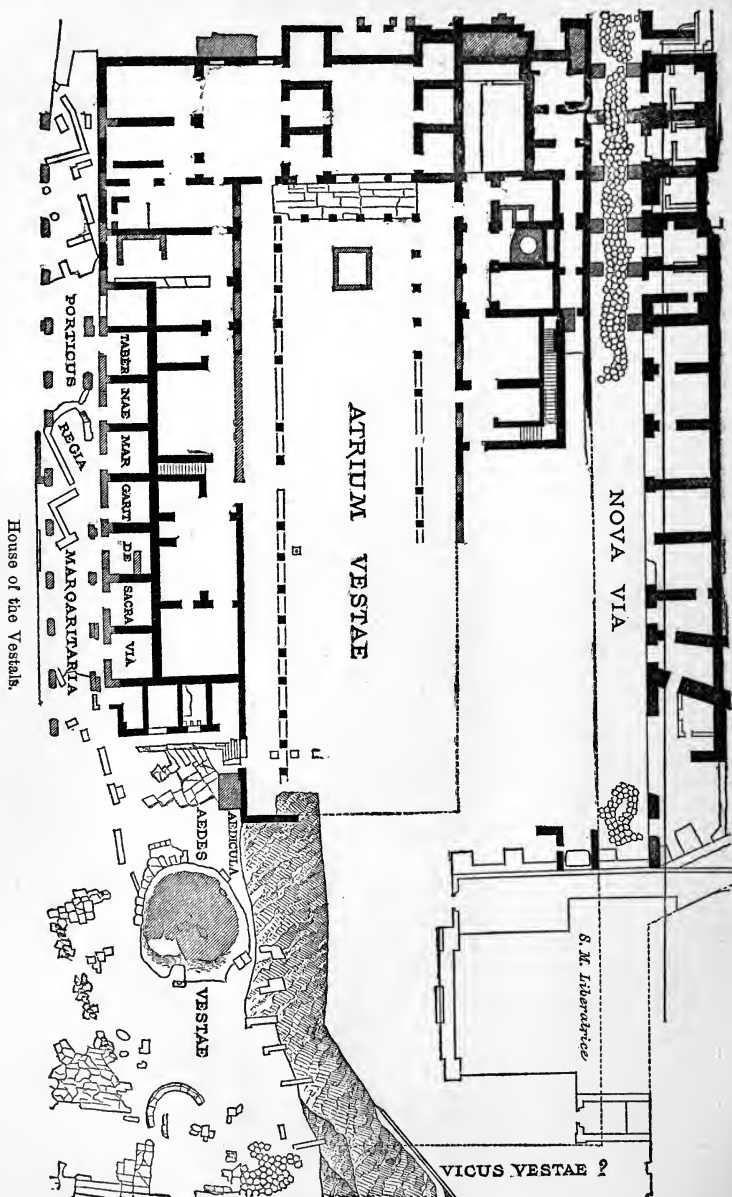 NOVA VIA
S. M. Liberatrice
ATRIUM VESTAE
VICUS VESTAE ?
AEDICULA
AEDES VESTAE
TABER NAE MAR GARIT DE SACRA VIA
PORTICUS MARGARITARIA
REGIA
House of the Vestals.